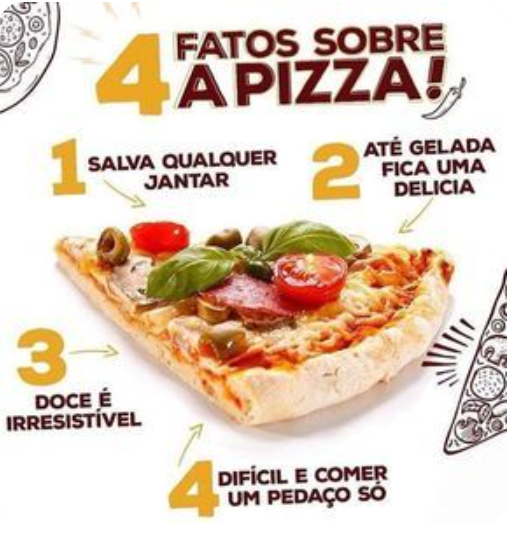 4 FATOS SOBRE
A PIZZA!
1 SALVA QUALQUER
JANTAR
2 ATÉ GELADA
FICA UMA
DELICIA
3
DOCE É
IRRESISTÍVEL
4 DIFÍCIL E COMER
UM PEDAÇO SÓ